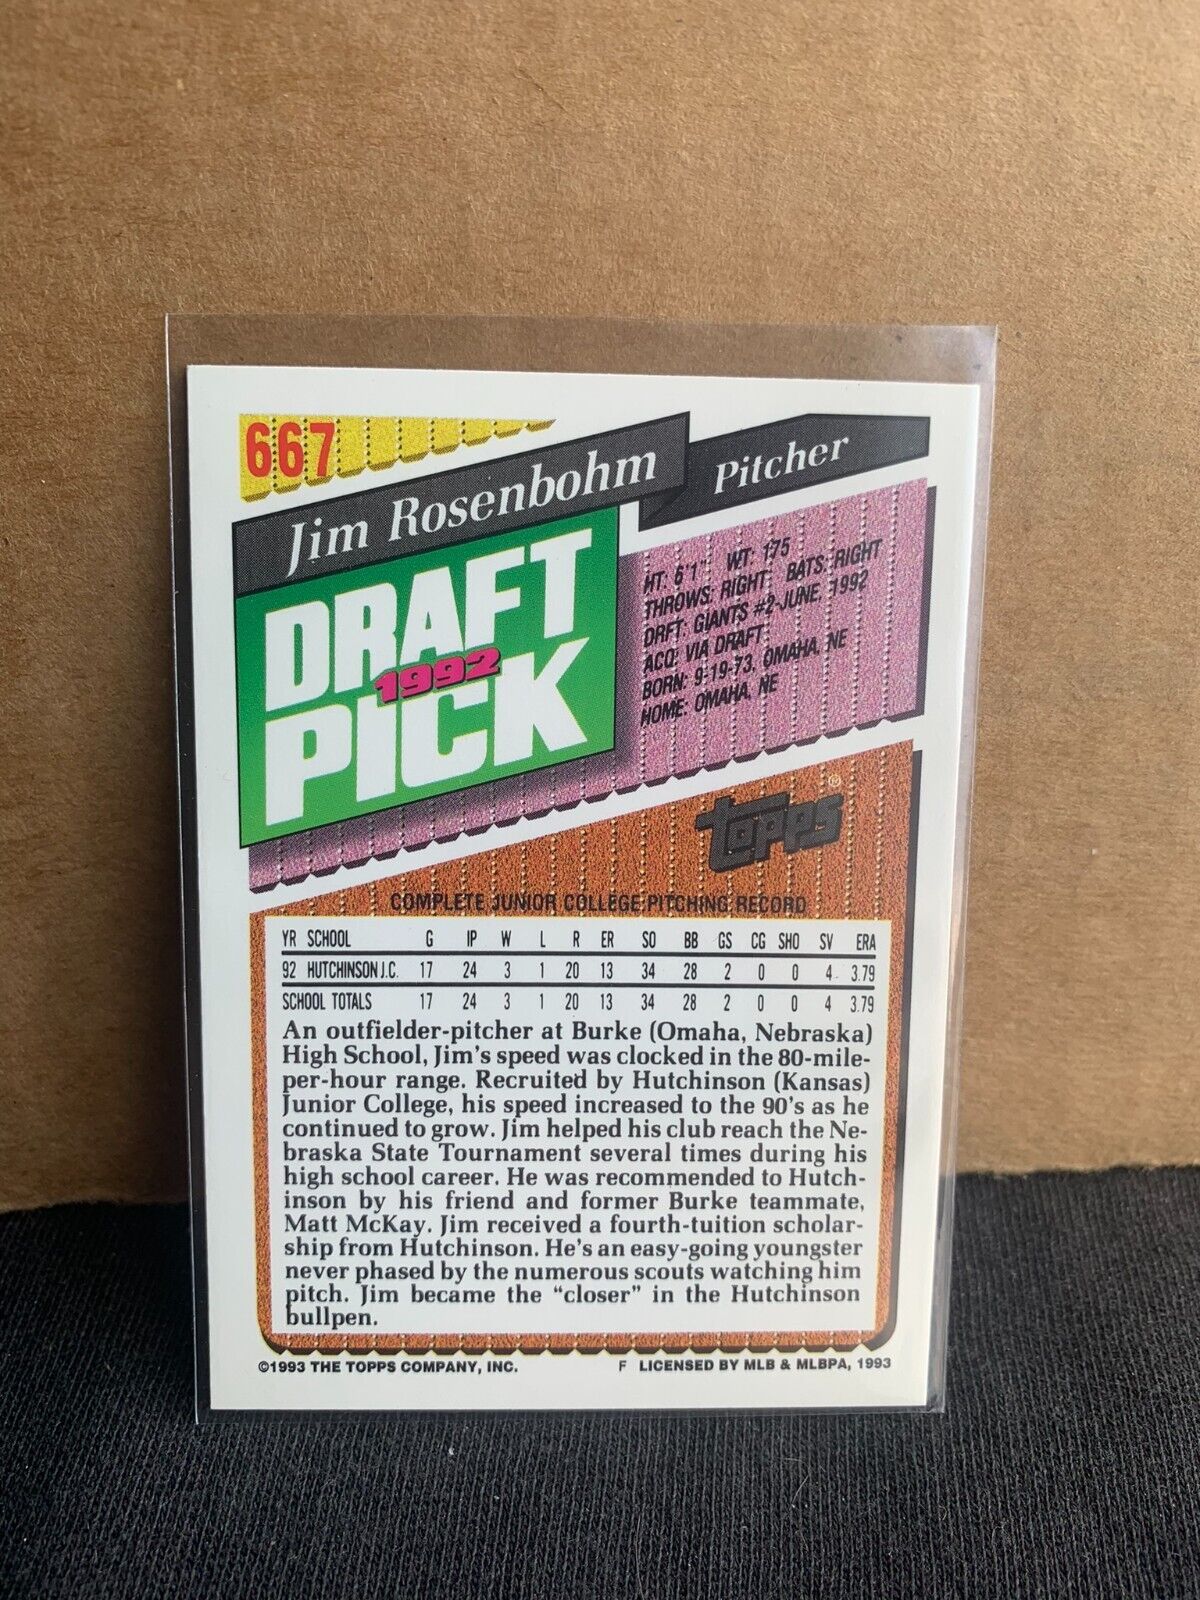 667
Jim Rosenbohm
Pitcher
DRAFT
1992
PICK
HT: 6'1" WT: 175
THROWS: RIGHT BATS: RIGHT
DRFT: GIANTS #2-JUNE, 1992
ACQ: VIA DRAFT
BORN: 9-19-73, OMAHA, NE
HOME: OMAHA, NE
topps®
COMPLETE JUNIOR COLLEGE PITCHING RECORD
YR SCHOOL G IP W L R ER SO BB GS CG SHO SV ERA
92 HUTCHINSON J.C. 17 24 3 1 20 13 34 28 2 0 0 4 3.79
SCHOOL TOTALS 17 24 3 1 20 13 34 28 2 0 0 4 3.79
An outfielder-pitcher at Burke (Omaha, Nebraska)
High School, Jim's speed was clocked in the 80-mile-
per-hour range. Recruited by Hutchinson (Kansas)
Junior College, his speed increased to the 90's as he
continued to grow. Jim helped his club reach the Ne-
braska State Tournament several times during his
high school career. He was recommended to Hutch-
inson by his friend and former Burke teammate,
Matt McKay. Jim received a fourth-tuition scholar-
ship from Hutchinson. He's an easy-going youngster
never phased by the numerous scouts watching him
pitch. Jim became the "closer" in the Hutchinson
bullpen.
©1993 THE TOPPS COMPANY, INC. F LICENSED BY MLB & MLBPA, 1993